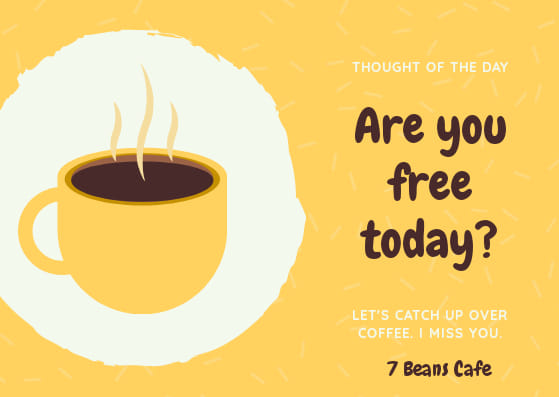 THOUGHT OF THE DAY
Are you
free
today?
LET'S CATCH UP OVER
COFFEE. I MISS YOU.
7 Beans Cafe